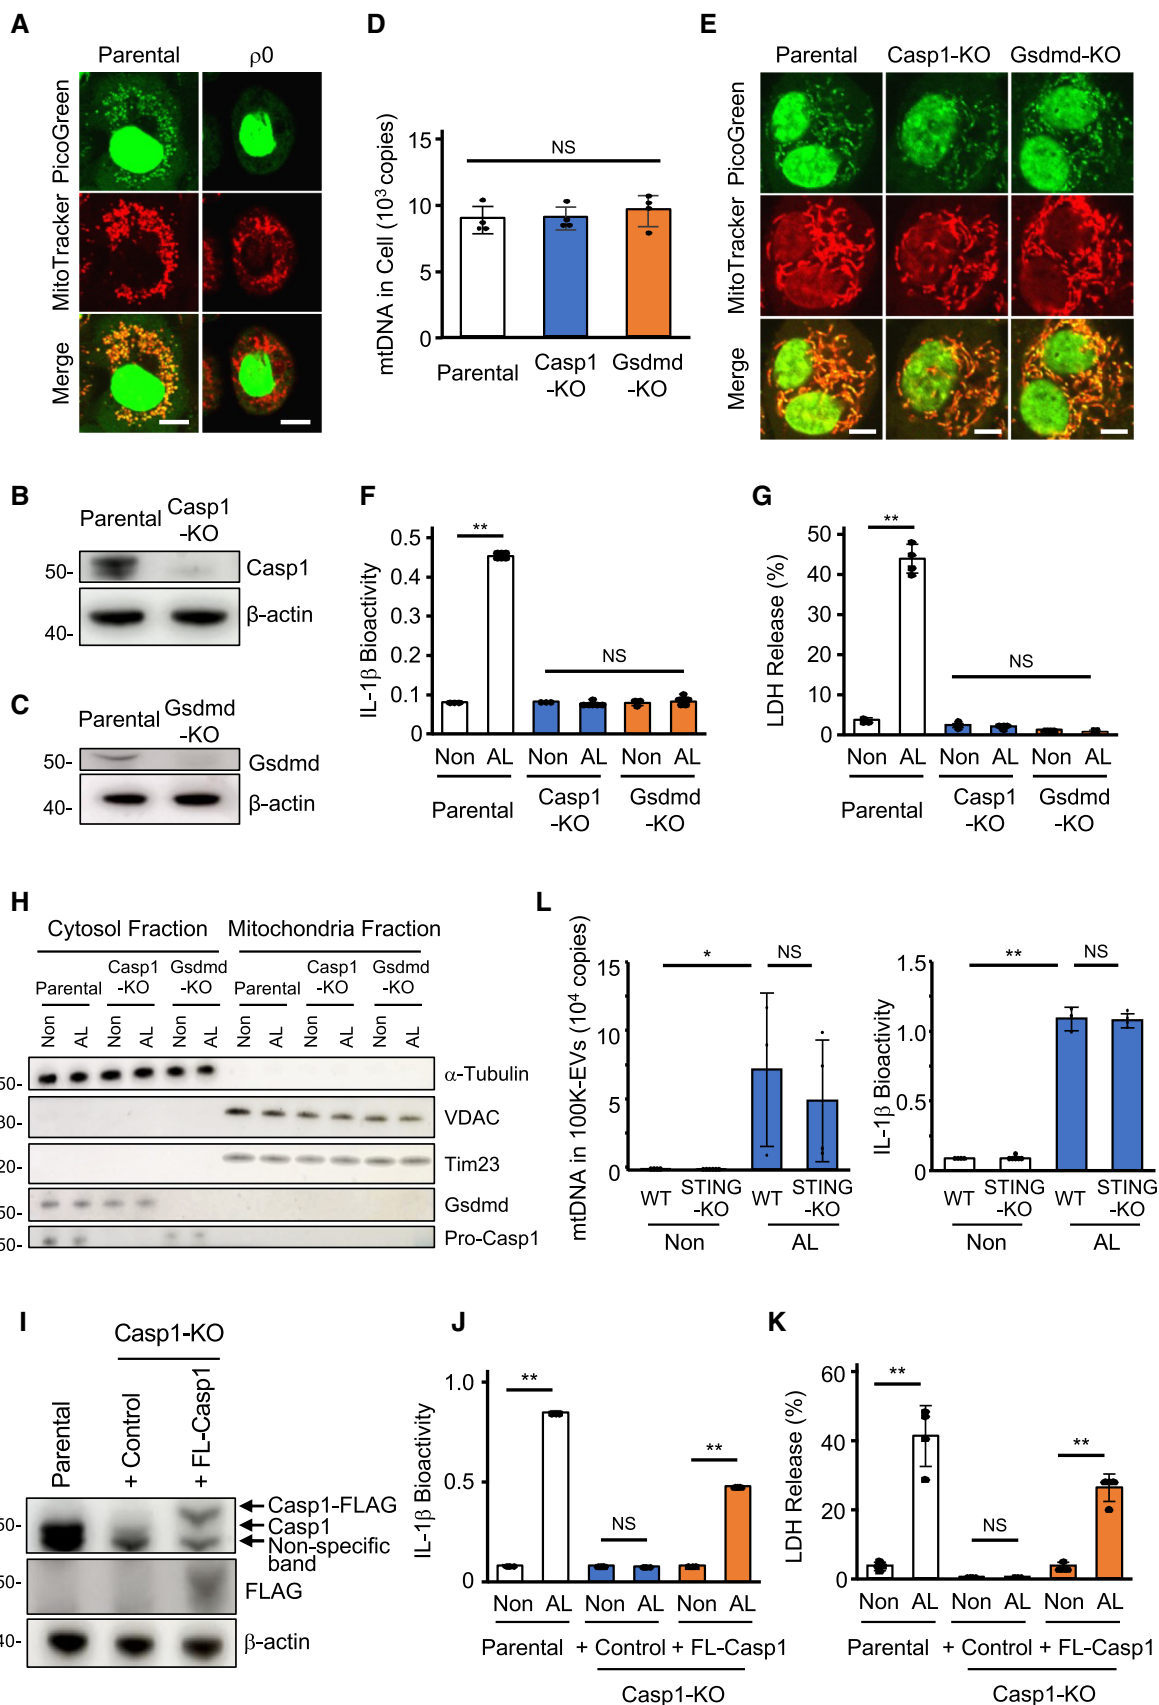 A
Parental
ρ0
PicoGreen
MitoTracker
Merge
D
mtDNA in Cell (10³ copies)
15
10
5
0
NS
Parental
Casp1
-KO
Gsdmd
-KO
E
Parental
Casp1-KO
Gsdmd-KO
PicoGreen
MitoTracker
Merge
B
Parental
Casp1
-KO
50-
Casp1
β-actin
40-
C
Parental
Gsdmd
-KO
50-
Gsdmd
40-
β-actin
F
IL-1β Bioactivity
0.5
0.4
0.3
0.2
0.1
0
**
NS
Non AL Non AL Non AL
Parental
Casp1
-KO
Gsdmd
-KO
G
LDH Release (%)
50
40
30
20
10
0
**
NS
Non AL Non AL Non AL
Parental
Casp1
-KO
Gsdmd
-KO
H
Cytosol Fraction
Mitochondria Fraction
Parental
Casp1
-KO
Gsdmd
-KO
Parental
Casp1
-KO
Gsdmd
-KO
Non AL Non AL Non AL Non AL Non AL Non AL
50-
α-Tubulin
30-
VDAC
20-
Tim23
50-
Gsdmd
50-
Pro-Casp1
L
mtDNA in 100K-EVs (10⁴ copies)
15
10
5
0
*
NS
WT
STING
-KO
WT
STING
-KO
Non
AL
IL-1β Bioactivity
1.5
1.0
0.5
0
**
NS
WT
STING
-KO
WT
STING
-KO
Non
AL
I
Casp1-KO
Parental
+ Control
+ FL-Casp1
50-
Casp1-FLAG
Casp1
Non-specific
band
50-
FLAG
40-
β-actin
J
IL-1β Bioactivity
1.0
0.5
0
**
NS
**
Non AL Non AL Non AL
Parental + Control + FL-Casp1
Casp1-KO
K
LDH Release (%)
60
40
20
0
**
NS
**
Non AL Non AL Non AL
Parental + Control + FL-Casp1
Casp1-KO